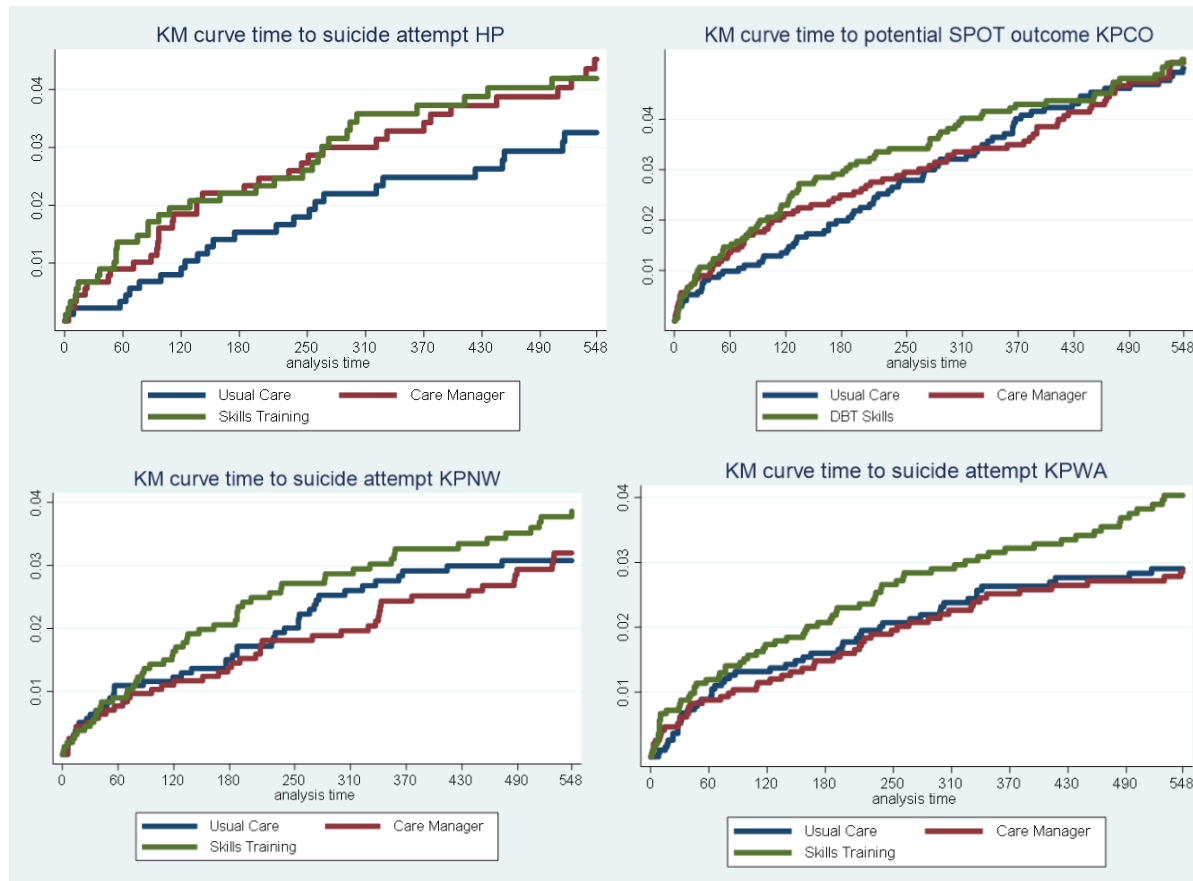 KM curve time to suicide attempt HP
0.04
0.03
0.02
0.01
0 60 120 180 250 310 370 430 490 548
analysis time
Usual Care Care Manager
Skills Training
KM curve time to potential SPOT outcome KPCO
0.04
0.03
0.02
0.01
0 60 120 180 250 310 370 430 490 548
analysis time
Usual Care Care Manager
DBT Skills
KM curve time to suicide attempt KPNW
0.04
0.03
0.02
0.01
0 60 120 180 250 310 370 430 490 548
analysis time
Usual Care Care Manager
Skills Training
KM curve time to suicide attempt KPWA
0.04
0.03
0.02
0.01
0 60 120 180 250 310 370 430 490 548
analysis time
Usual Care Care Manager
Skills Training